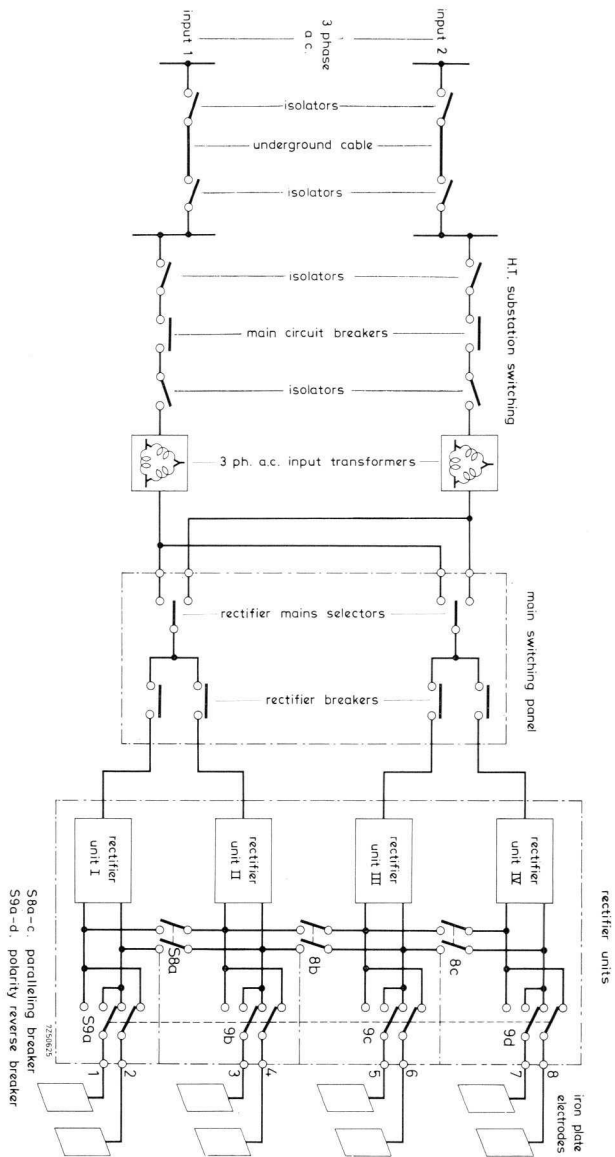 input 1
3 phase
a.c.
input 2
isolators
underground cable
isolators
isolators
main circuit breakers
isolators
H.T. substation switching
3 ph. a.c. input transformers
rectifier mains selectors
rectifier breakers
main switching panel
rectifier
unit I
rectifier
unit II
rectifier
unit III
rectifier
unit IV
rectifier units
S8a
8b
8c
S9a
9b
9c
9d
1
2
3
4
5
6
7
8
iron plate
electrodes
S8a-c. paralleling breaker
S9a-d. polarity reverse breaker
7Z50625